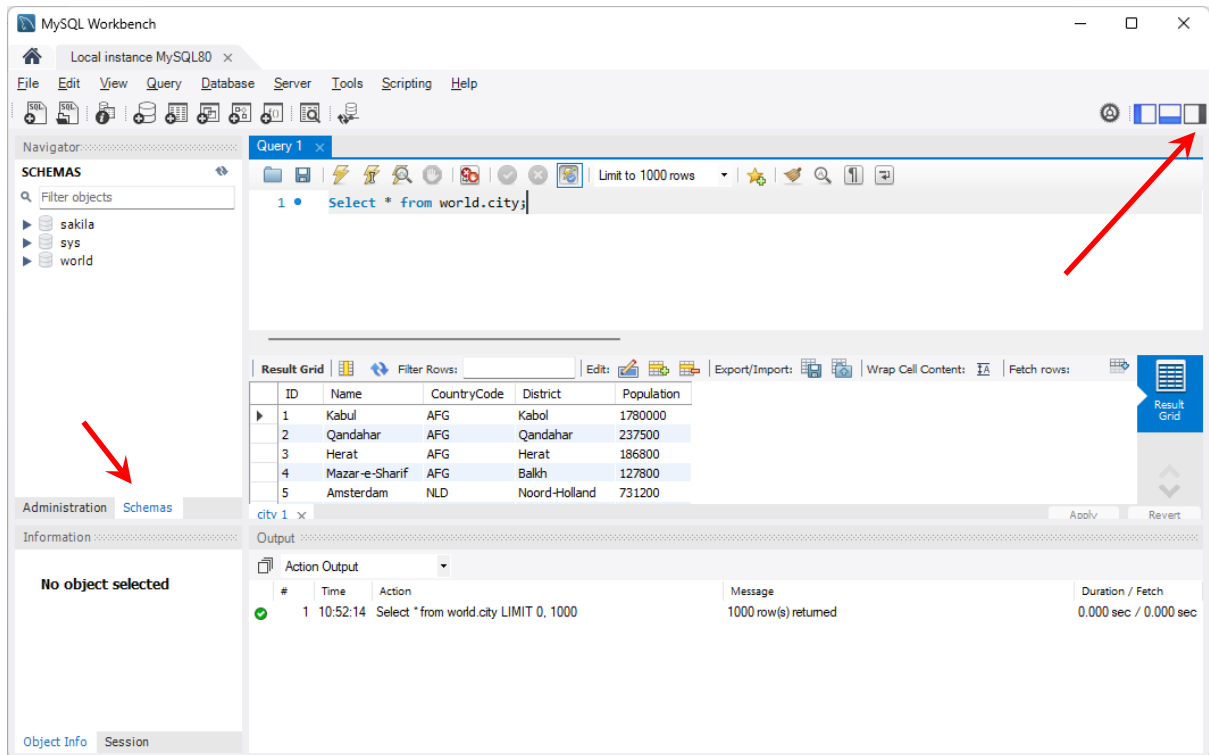 MySQL Workbench
Local instance MySQL80
File Edit View Query Database Server Tools Scripting Help
Navigator
SCHEMAS
Filter objects
sakila
sys
world
Administration Schemas
Information
No object selected
Object Info Session
Query 1
Limit to 1000 rows
1 Select * from world.city;
Result Grid Filter Rows: Edit: Export/Import: Wrap Cell Content: Fetch rows:
ID Name CountryCode District Population
1 Kabul AFG Kabol 1780000
2 Qandahar AFG Qandahar 237500
3 Herat AFG Herat 186800
4 Mazar-e-Sharif AFG Balkh 127800
5 Amsterdam NLD Noord-Holland 731200
Result
Grid
city 1 Apply Revert
Output
Action Output
# Time Action Message Duration / Fetch
1 10:52:14 Select * from world.city LIMIT 0, 1000 1000 row(s) returned 0.000 sec / 0.000 sec